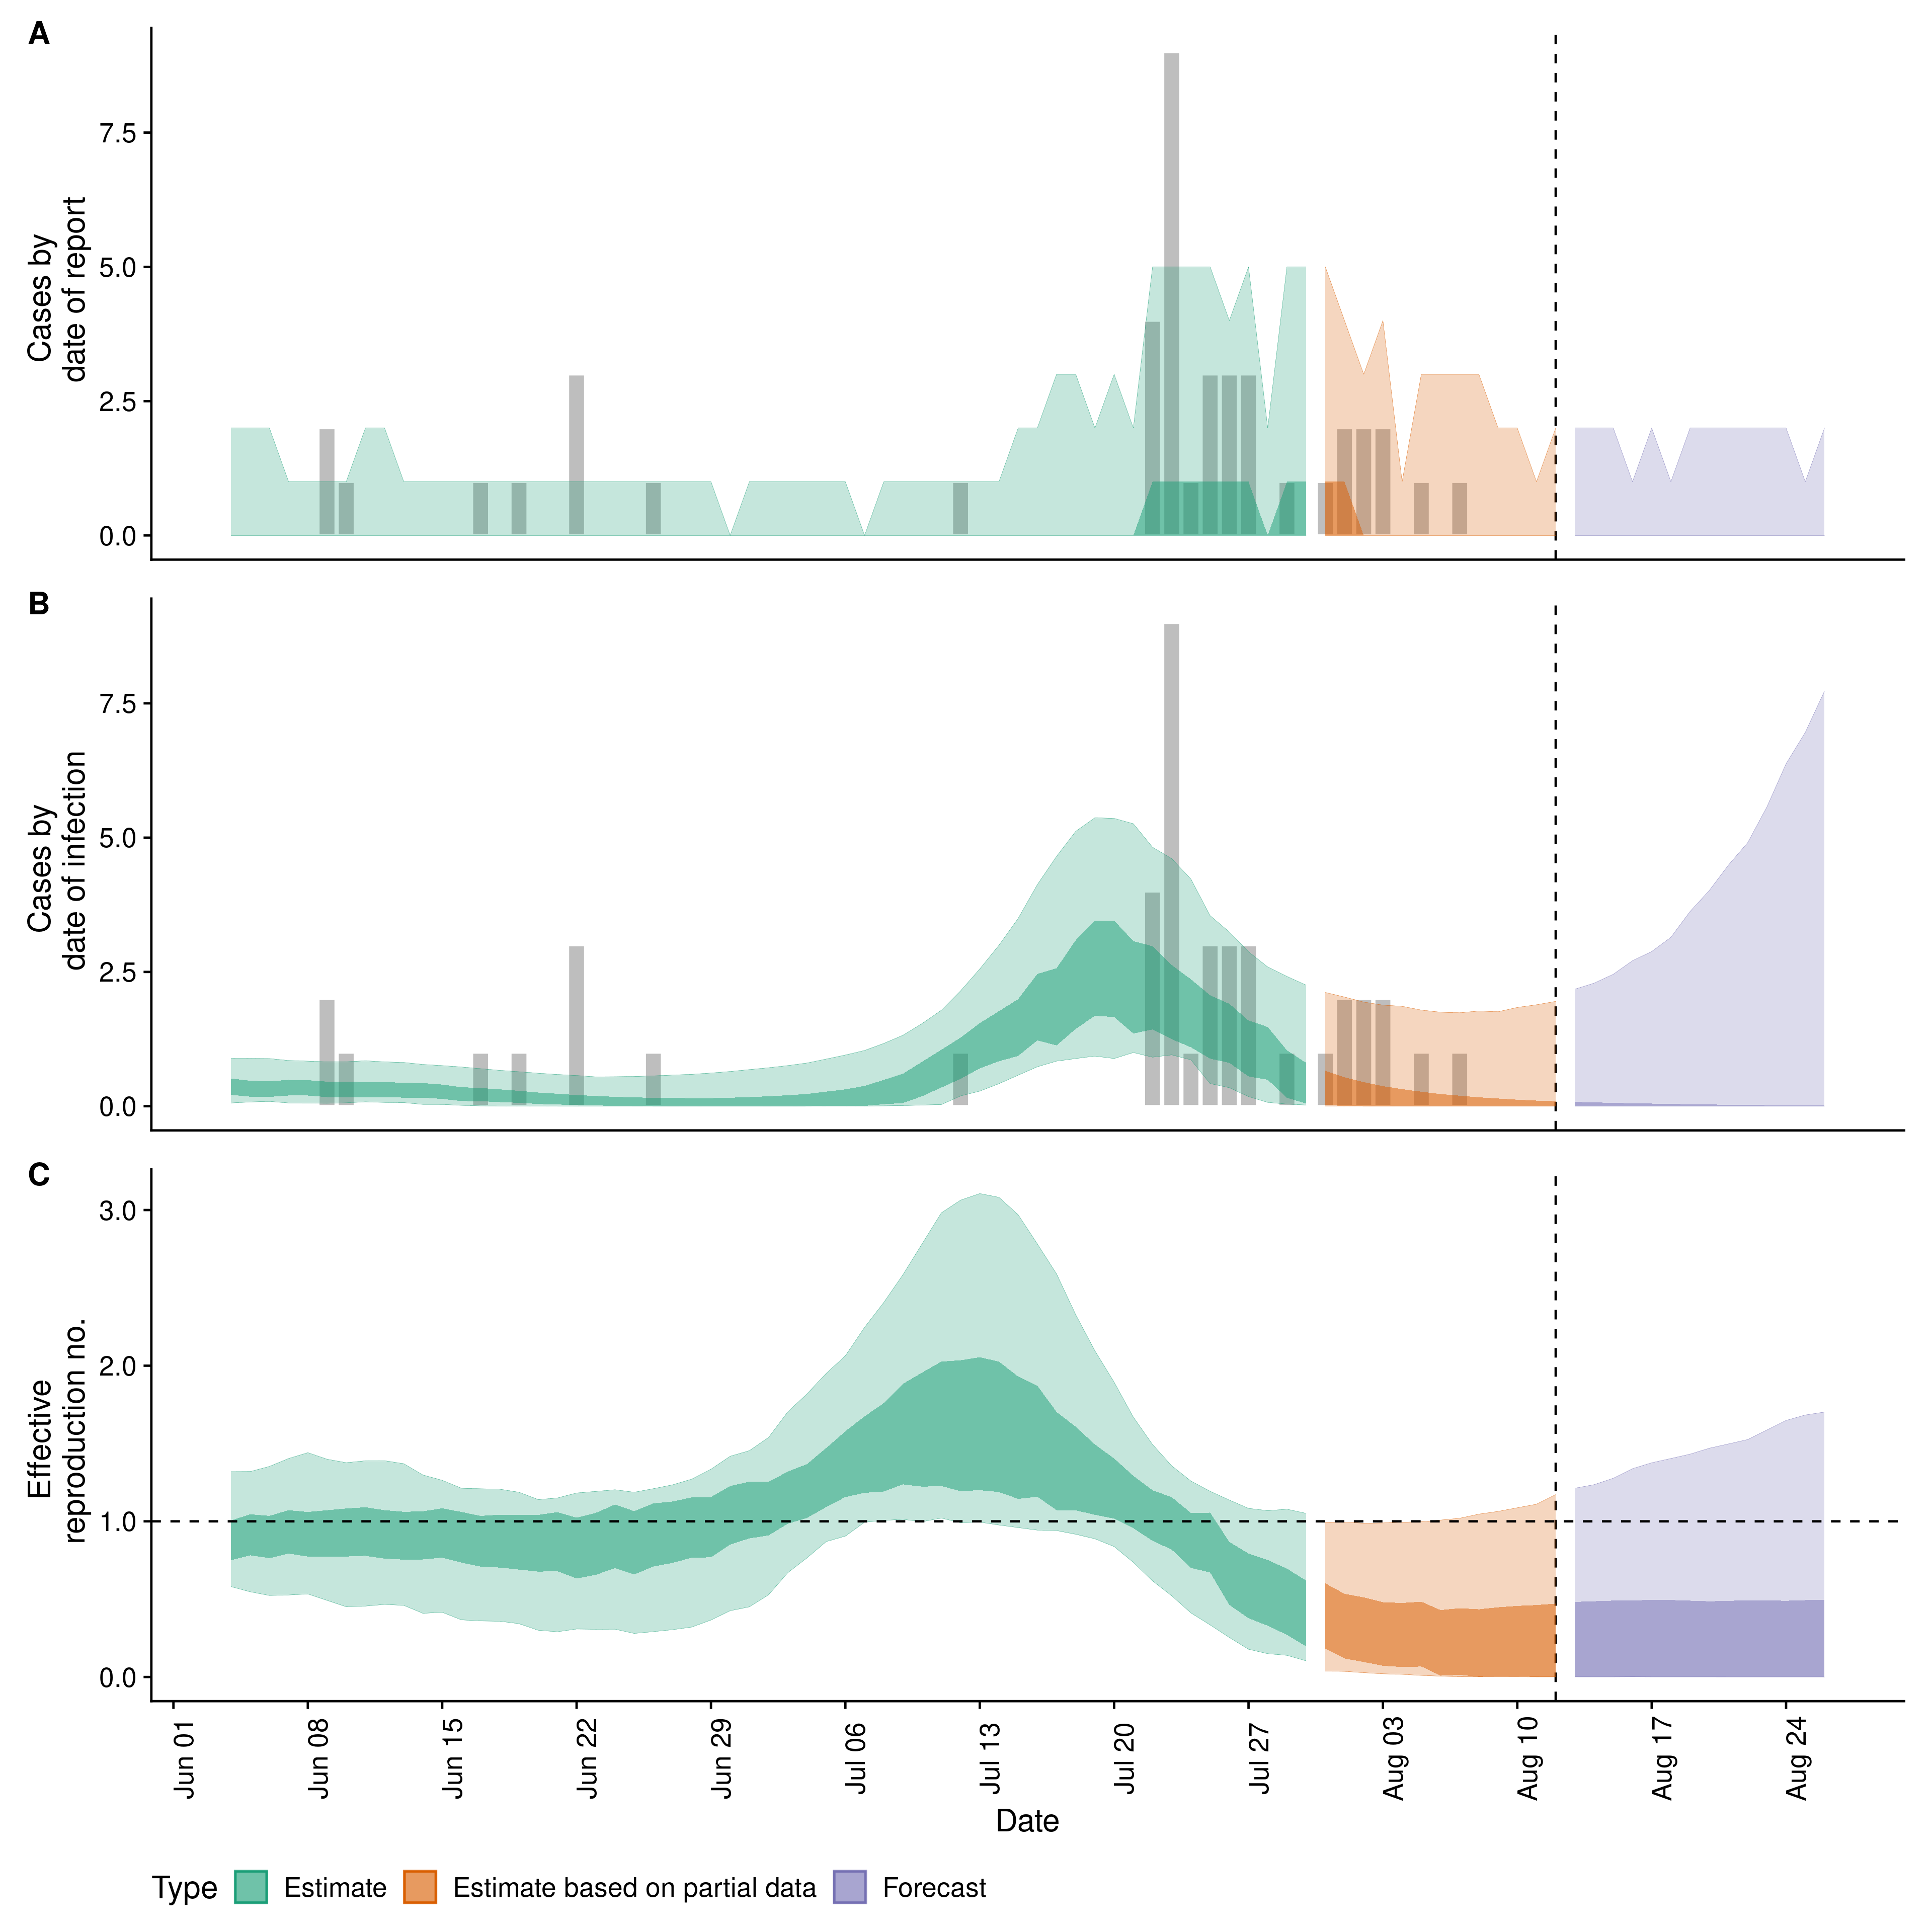 A
Cases by
date of report
7.5
5.0
2.5
0.0
B
Cases by
date of infection
7.5
5.0
2.5
0.0
C
Effective
reproduction no.
3.0
2.0
1.0
0.0
Jun 01
Jun 08
Jun 15
Jun 22
Jun 29
Jul 06
Jul 13
Jul 20
Jul 27
Aug 03
Aug 10
Aug 17
Aug 24
Date
Type Estimate Estimate based on partial data Forecast